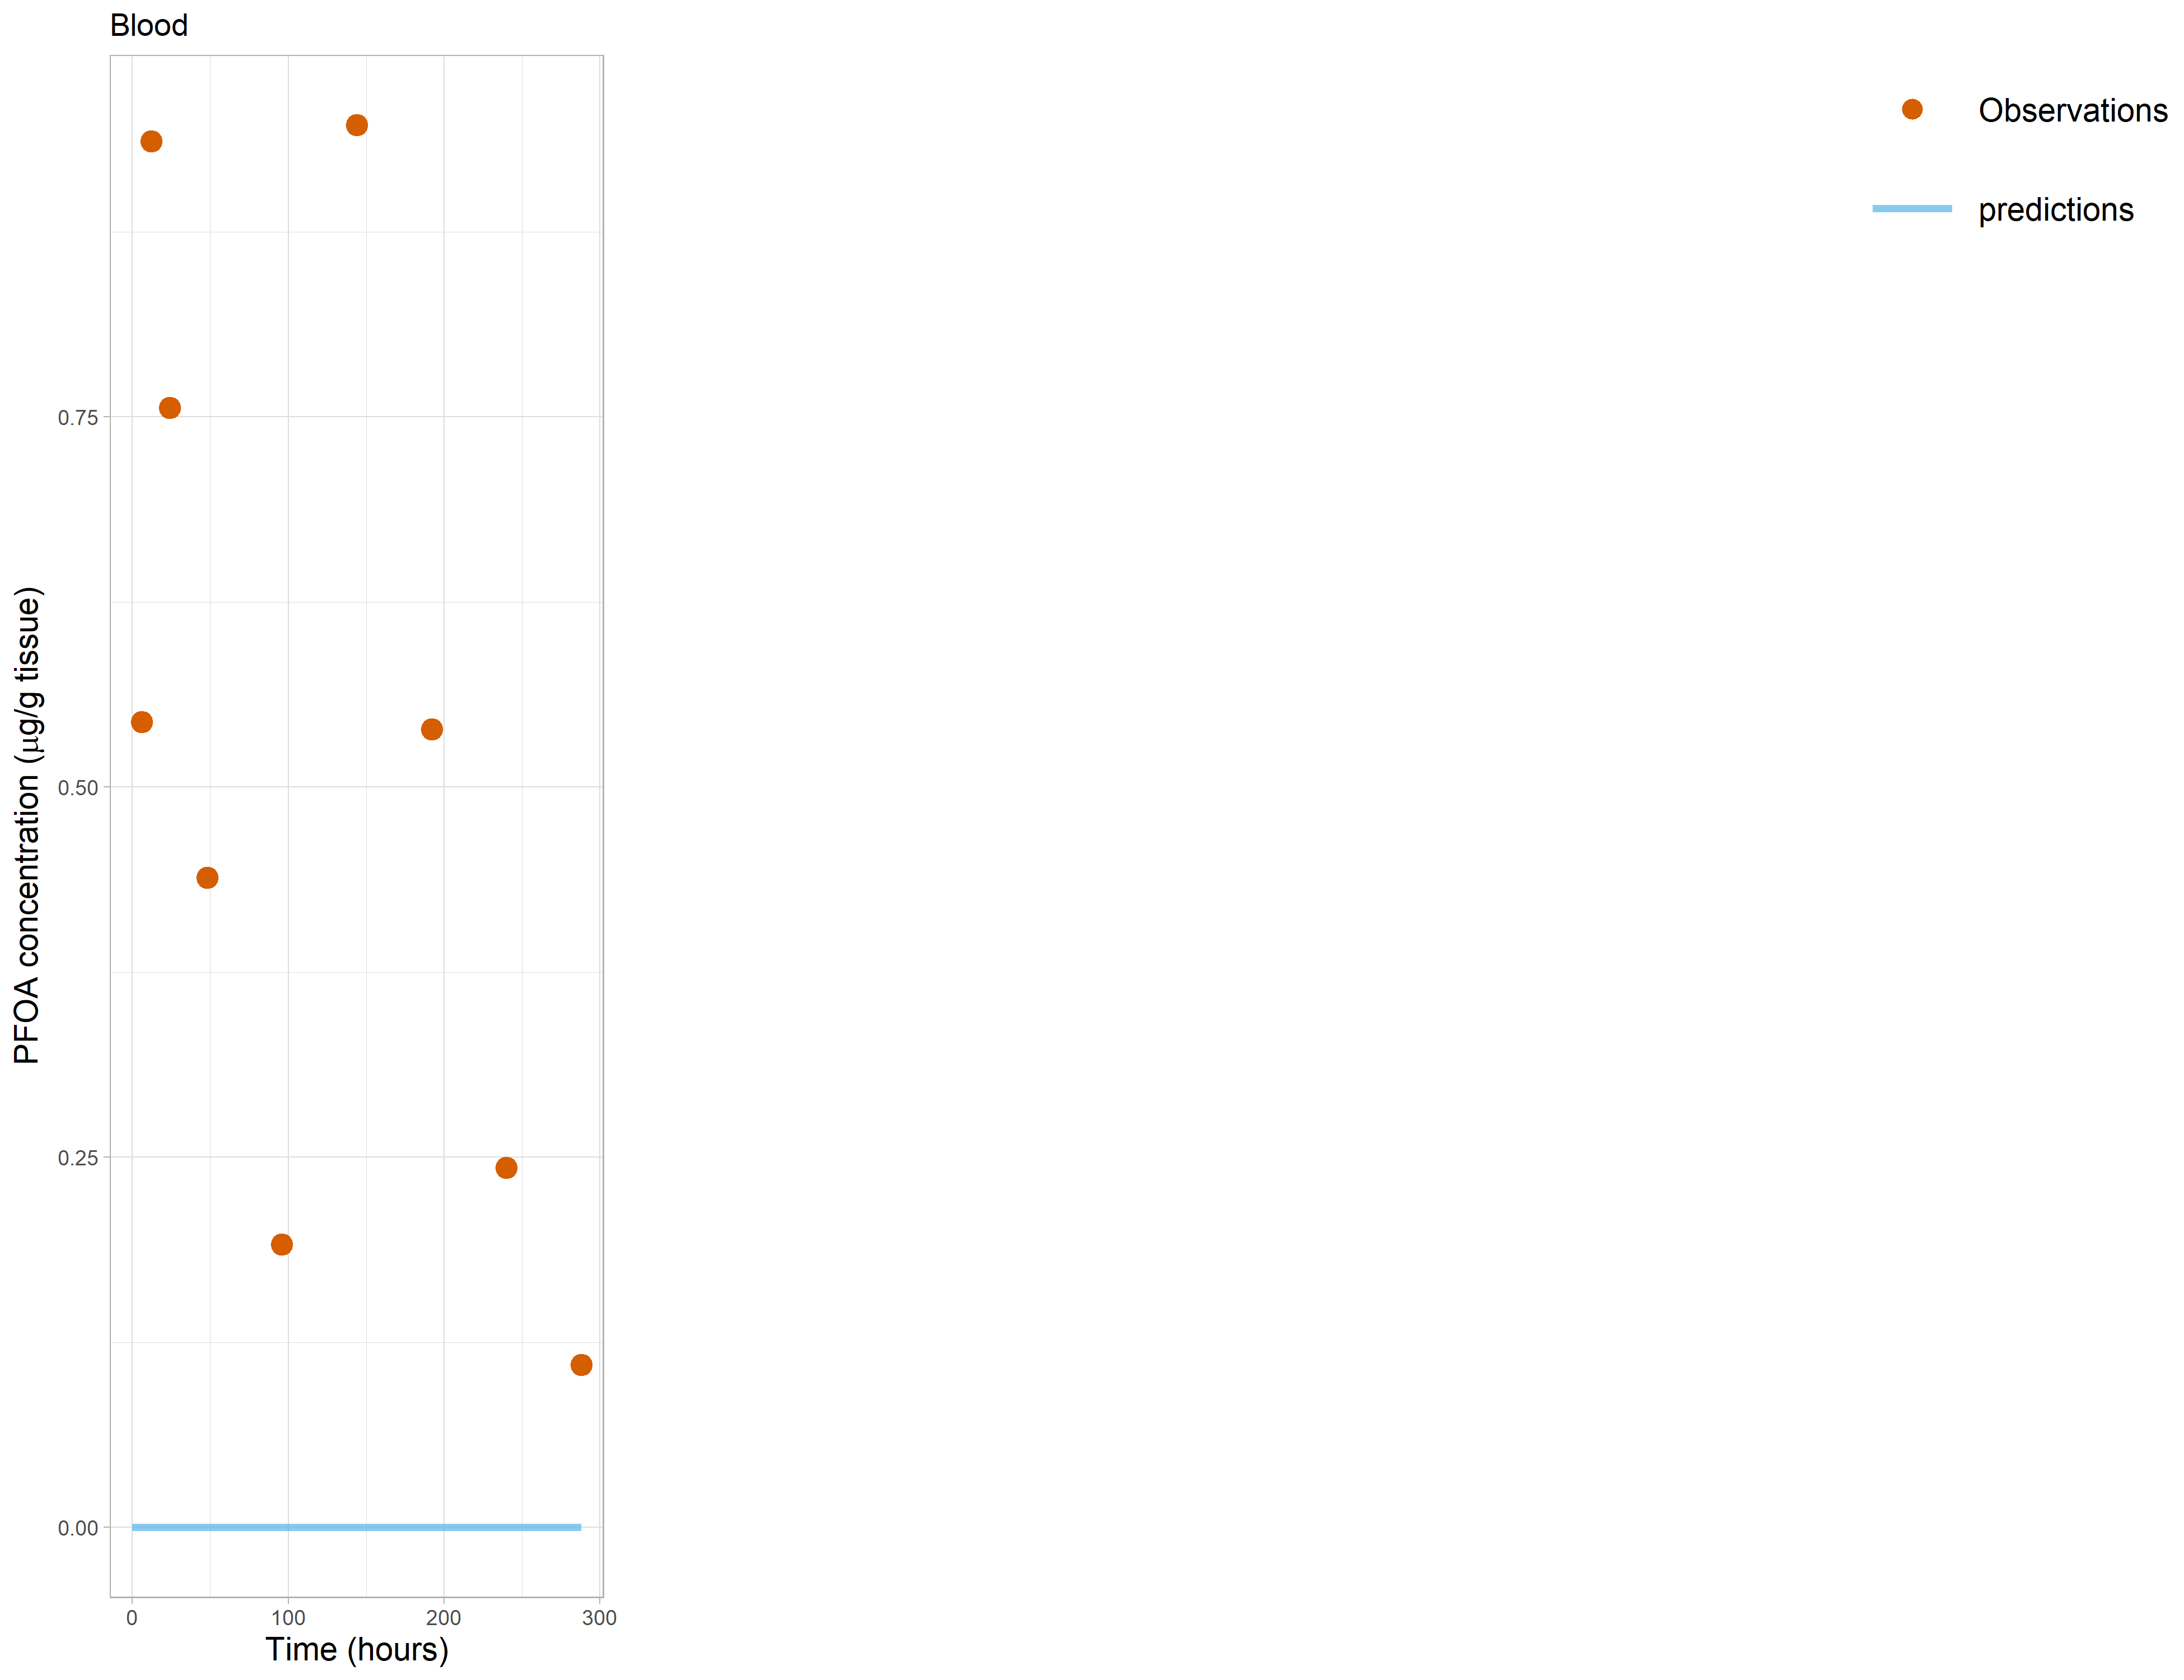 Blood
Observations
predictions
PFOA concentration (μg/g tissue)
0.75
0.50
0.25
0.00
0 100 200 300
Time (hours)